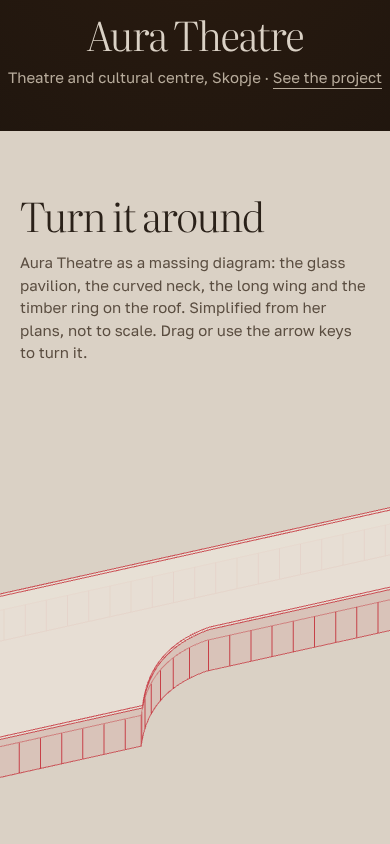 Aura Theatre
Theatre and cultural centre, Skopje · See the project
Turn it around
Aura Theatre as a massing diagram: the glass
pavilion, the curved neck, the long wing and the
timber ring on the roof. Simplified from her
plans, not to scale. Drag or use the arrow keys
to turn it.